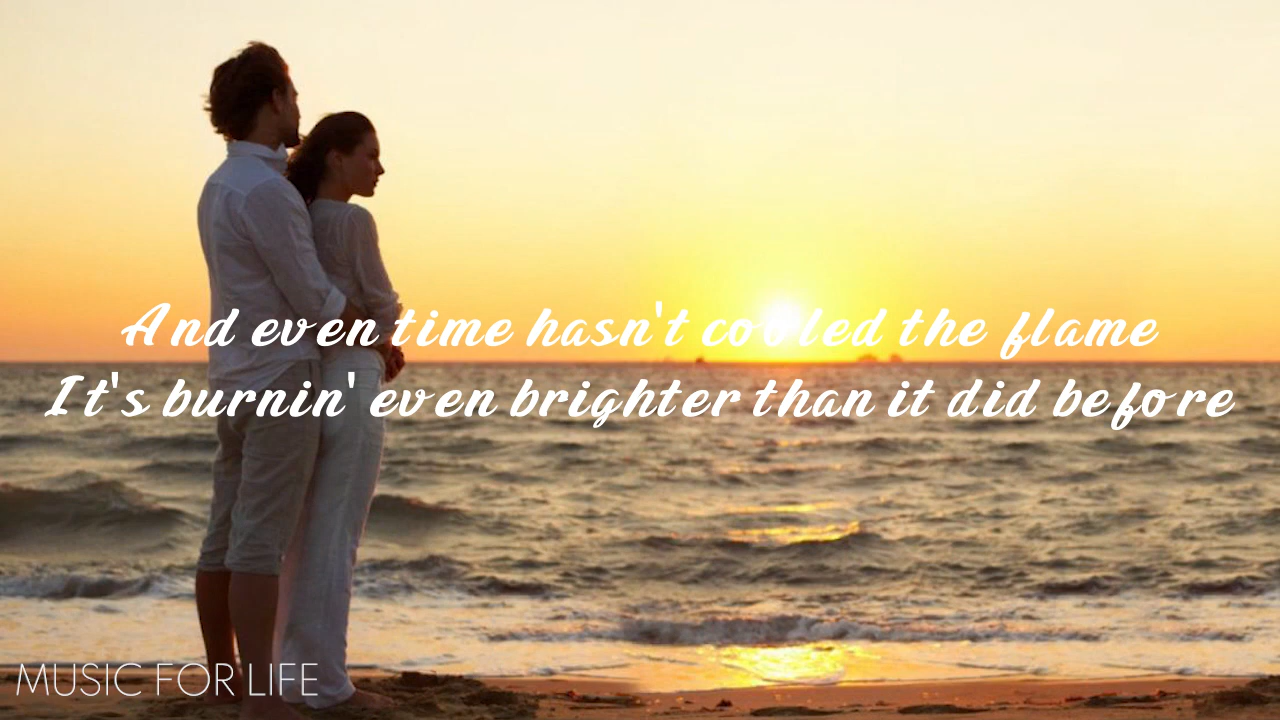 And even time hasn't cooled the flame
It's burnin' even brighter than it did before
MUSIC FOR LIFE